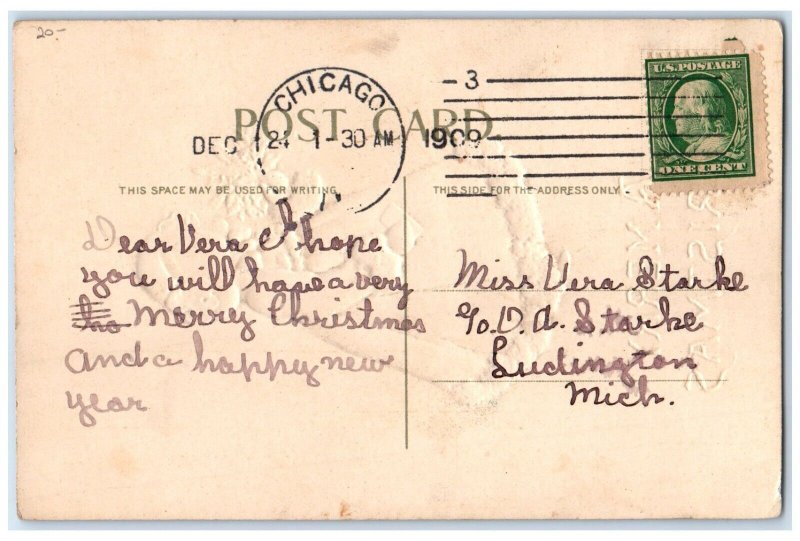 20-
CHICAGO
DEC 24 1-30 AM 1909
3
U.S. POSTAGE
ONE CENT
POST CARD
THIS SPACE MAY BE USED FOR WRITING
THIS SIDE FOR THE ADDRESS ONLY
Dear Vera I hope
you will have a very
Merry Christmas
and a happy new
year
Miss Vera Starke
c/o. D. A. Starke
Ludington
Mich.